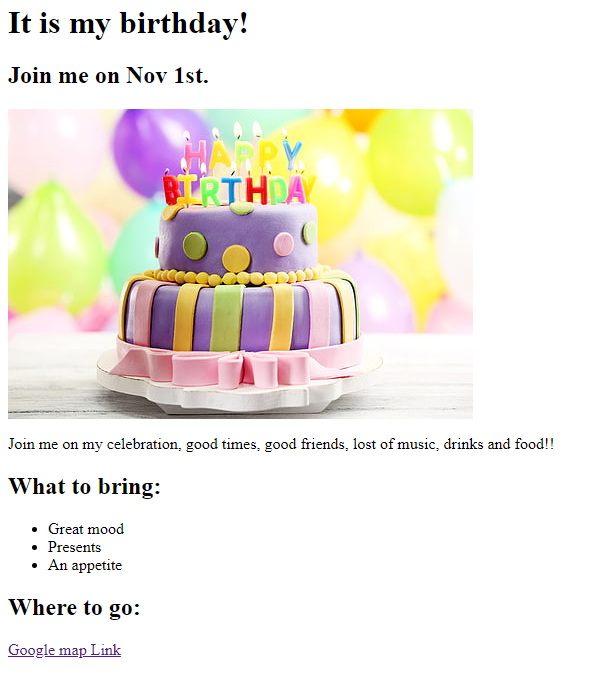 It is my birthday!
Join me on Nov 1st.
HAPPY
BIRTHDAY
Join me on my celebration, good times, good friends, lost of music, drinks and food!!
What to bring:
Great mood
Presents
An appetite
Where to go:
Google map Link